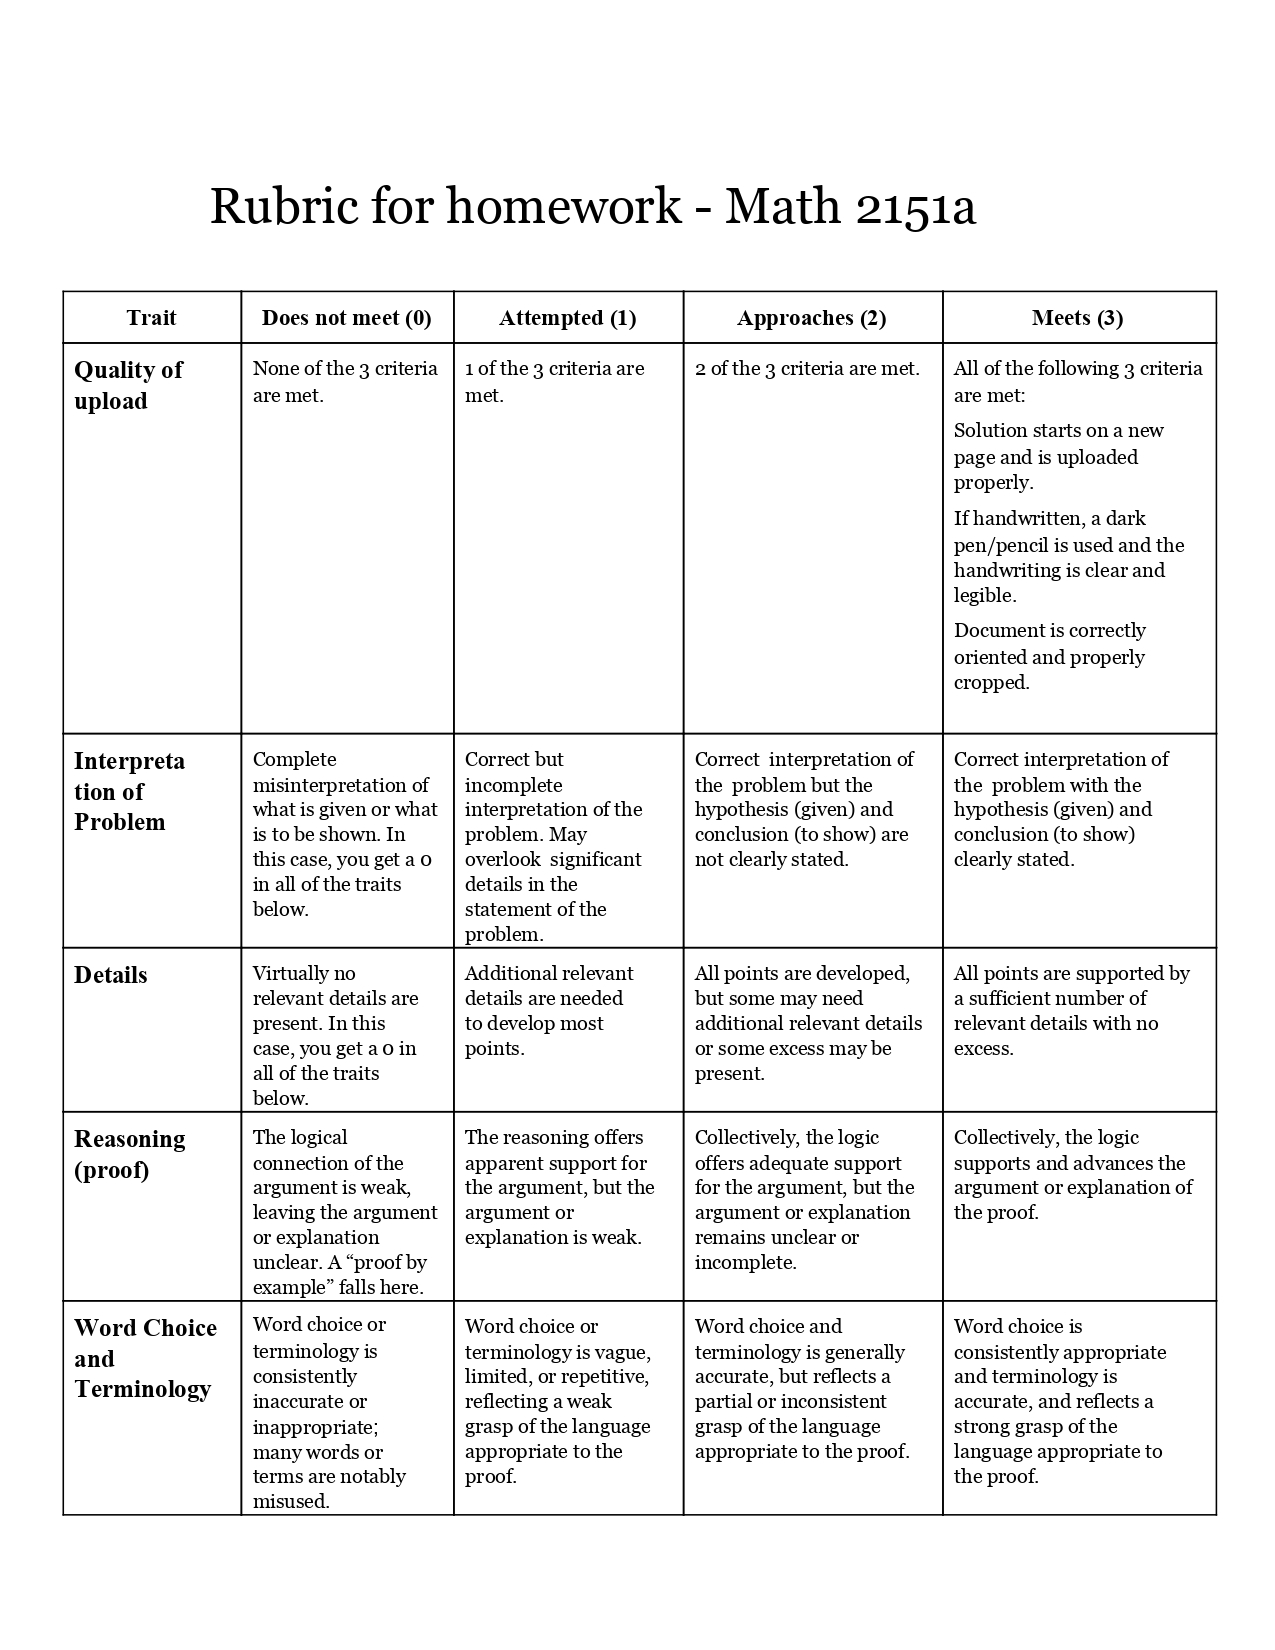 Rubric for homework - Math 2151a
Trait
Does not meet (0)
Attempted (1)
Approaches (2)
Meets (3)
Quality of
upload
None of the 3 criteria
are met.
1 of the 3 criteria are
met.
2 of the 3 criteria are met.
All of the following 3 criteria
are met:
Solution starts on a new
page and is uploaded
properly.
If handwritten, a dark
pen/pencil is used and the
handwriting is clear and
legible.
Document is correctly
oriented and properly
cropped.
Interpreta
tion of
Problem
Complete
misinterpretation of
what is given or what
is to be shown. In
this case, you get a 0
in all of the traits
below.
Correct but
incomplete
interpretation of the
problem. May
overlook significant
details in the
statement of the
problem.
Correct interpretation of
the problem but the
hypothesis (given) and
conclusion (to show) are
not clearly stated.
Correct interpretation of
the problem with the
hypothesis (given) and
conclusion (to show)
clearly stated.
Details
Virtually no
relevant details are
present. In this
case, you get a 0 in
all of the traits
below.
Additional relevant
details are needed
to develop most
points.
All points are developed,
but some may need
additional relevant details
or some excess may be
present.
All points are supported by
a sufficient number of
relevant details with no
excess.
Reasoning
(proof)
The logical
connection of the
argument is weak,
leaving the argument
or explanation
unclear. A “proof by
example” falls here.
The reasoning offers
apparent support for
the argument, but the
argument or
explanation is weak.
Collectively, the logic
offers adequate support
for the argument, but the
argument or explanation
remains unclear or
incomplete.
Collectively, the logic
supports and advances the
argument or explanation of
the proof.
Word Choice
and
Terminology
Word choice or
terminology is
consistently
inaccurate or
inappropriate;
many words or
terms are notably
misused.
Word choice or
terminology is vague,
limited, or repetitive,
reflecting a weak
grasp of the language
appropriate to the
proof.
Word choice and
terminology is generally
accurate, but reflects a
partial or inconsistent
grasp of the language
appropriate to the proof.
Word choice is
consistently appropriate
and terminology is
accurate, and reflects a
strong grasp of the
language appropriate to
the proof.